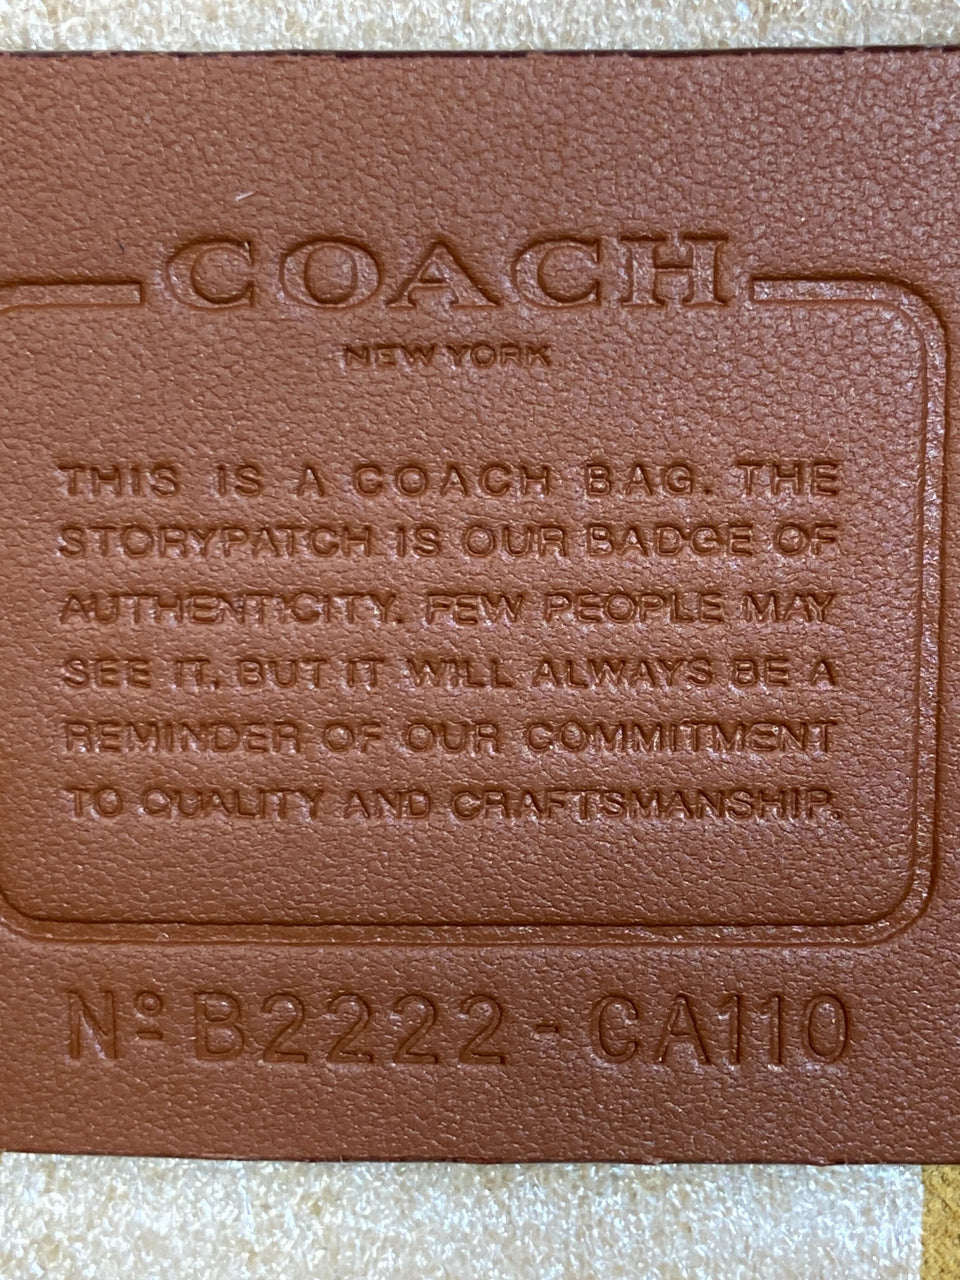 COACH
NEW YORK
THIS IS A COACH BAG. THE
STORYPATCH IS OUR BADGE OF
AUTHENTICITY. FEW PEOPLE MAY
SEE IT, BUT IT WILL ALWAYS BE A
REMINDER OF OUR COMMITMENT
TO QUALITY AND CRAFTSMANSHIP.
Nº B2222-CA110